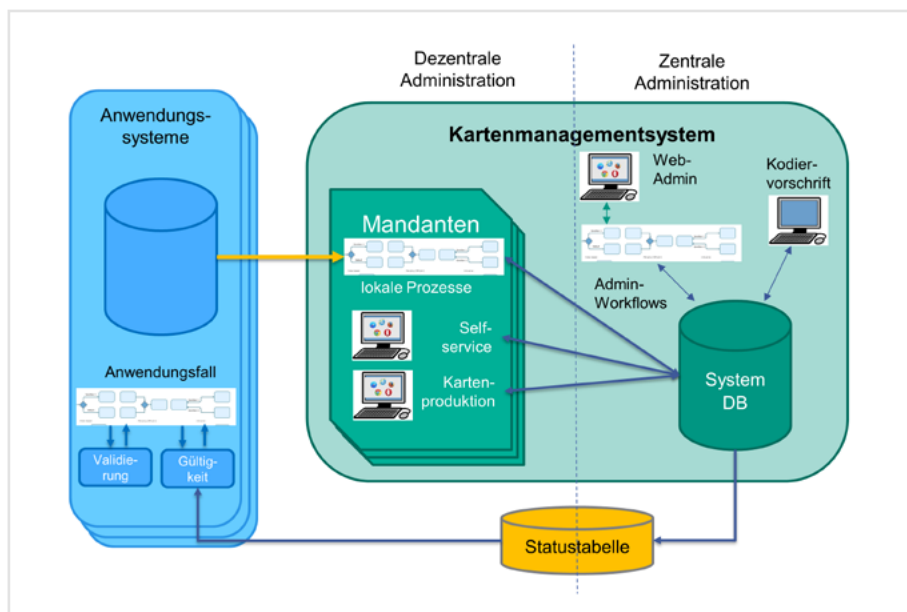 Dezentrale
Administration
Zentrale
Administration
Anwendungs-
systeme
Kartenmanagementsystem
Web-
Admin
Kodier-
vorschrift
Mandanten
lokale Prozesse
Admin-
Workflows
Self-
service
Karten-
produktion
System
DB
Anwendungsfall
Validie-
rung
Gültig-
keit
Statustabelle